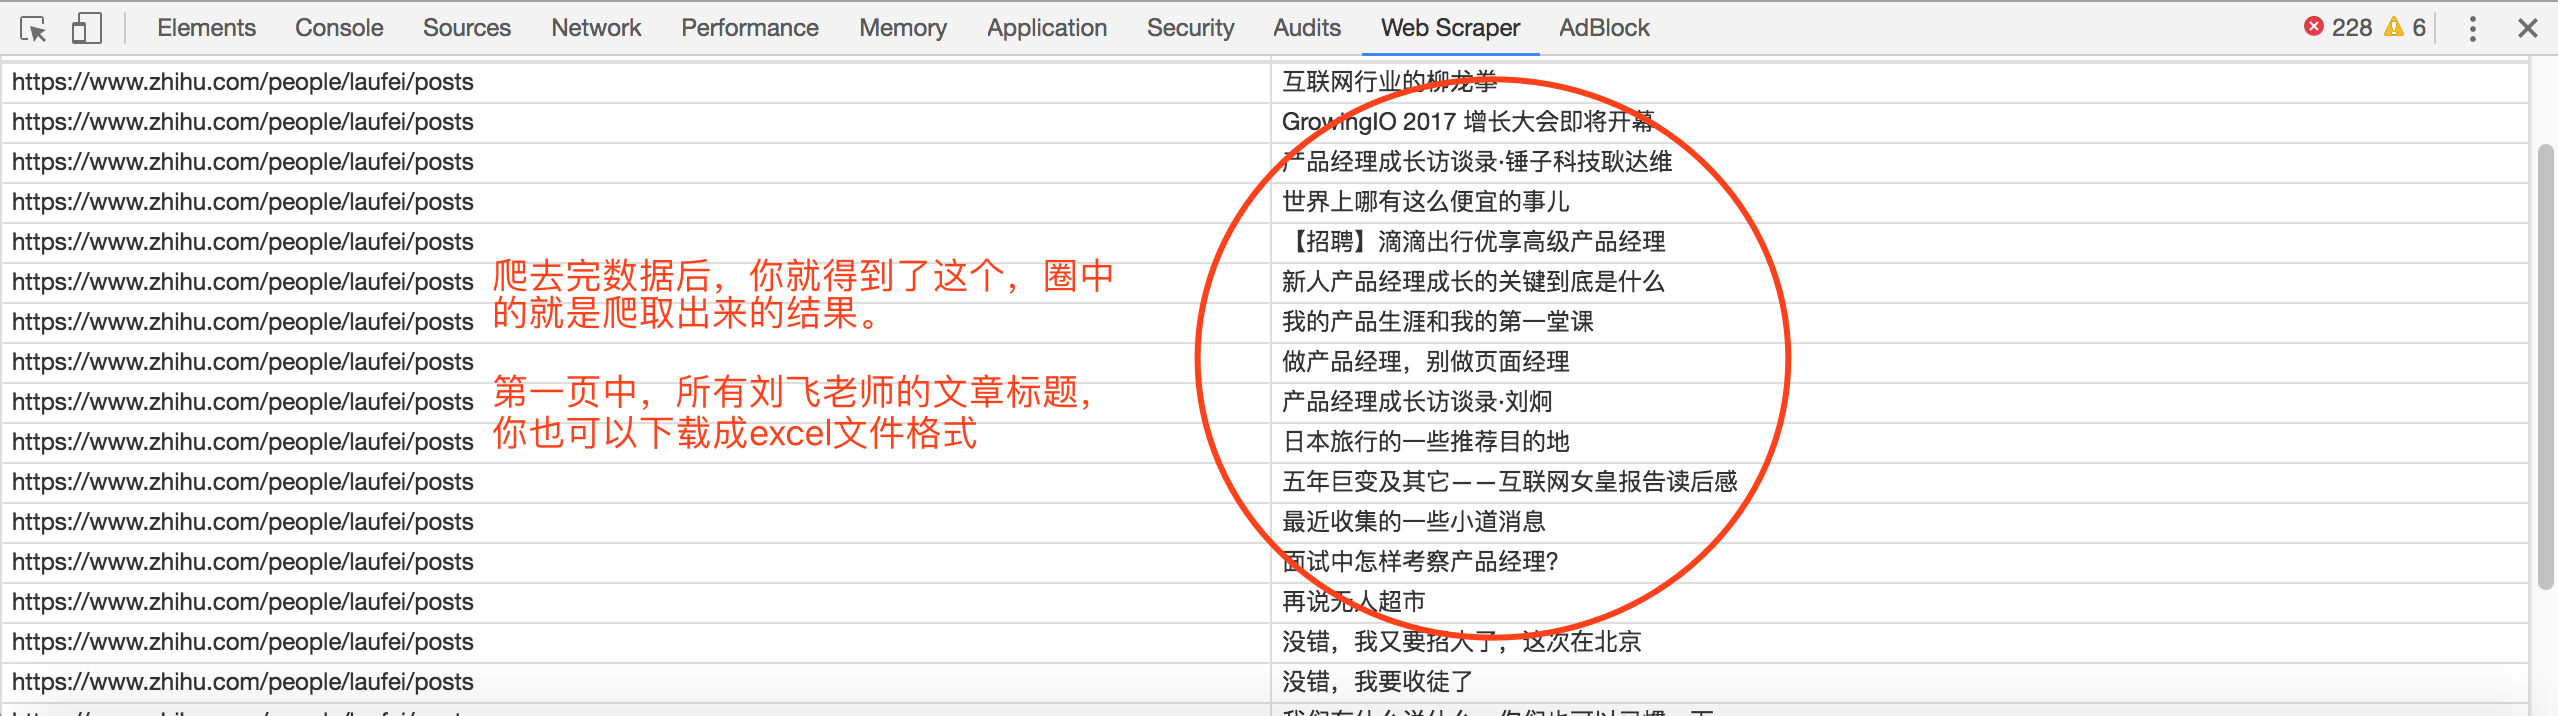 Elements Console Sources Network Performance Memory Application Security Audits Web Scraper AdBlock 228 6
https://www.zhihu.com/people/laufei/posts 互联网行业的柳龙拳
https://www.zhihu.com/people/laufei/posts GrowingIO 2017 增长大会即将开幕
https://www.zhihu.com/people/laufei/posts 产品经理成长访谈录·锤子科技耿达维
https://www.zhihu.com/people/laufei/posts 世界上哪有这么便宜的事儿
https://www.zhihu.com/people/laufei/posts 【招聘】滴滴出行优享高级产品经理
https://www.zhihu.com/people/laufei/posts 新人产品经理成长的关键到底是什么
https://www.zhihu.com/people/laufei/posts 我的产品生涯和我的第一堂课
https://www.zhihu.com/people/laufei/posts 做产品经理，别做页面经理
https://www.zhihu.com/people/laufei/posts 产品经理成长访谈录·刘炯
https://www.zhihu.com/people/laufei/posts 日本旅行的一些推荐目的地
https://www.zhihu.com/people/laufei/posts 五年巨变及其它——互联网女皇报告读后感
https://www.zhihu.com/people/laufei/posts 最近收集的一些小道消息
https://www.zhihu.com/people/laufei/posts 面试中怎样考察产品经理？
https://www.zhihu.com/people/laufei/posts 再说无人超市
https://www.zhihu.com/people/laufei/posts 没错，我又要招人了，这次在北京
https://www.zhihu.com/people/laufei/posts 没错，我要收徒了
爬去完数据后，你就得到了这个，圈中
的就是爬取出来的结果。
第一页中，所有刘飞老师的文章标题，
你也可以下载成excel文件格式